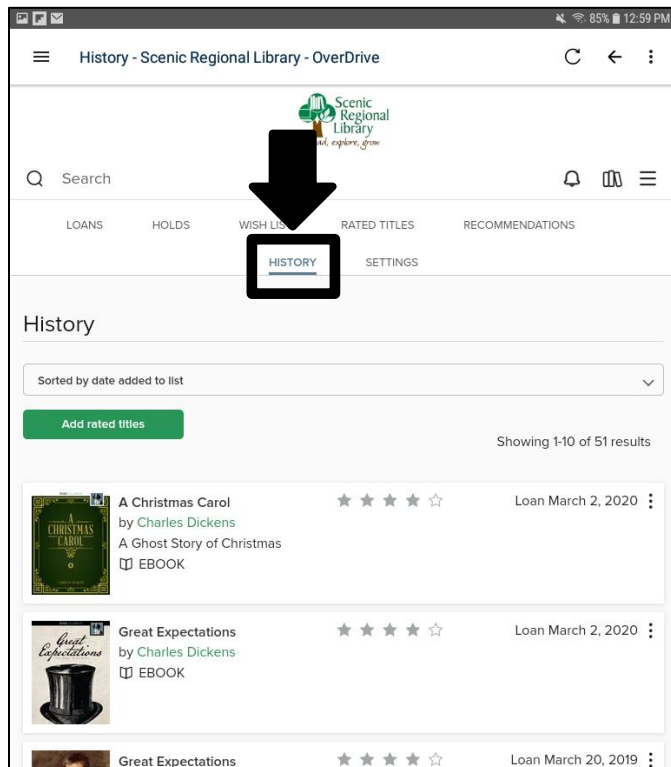 85% 12:59 PM
History - Scenic Regional Library - OverDrive
Scenic
Regional
Library
explore, grow
Search
LOANS HOLDS WISH RATED TITLES RECOMMENDATIONS
HISTORY SETTINGS
History
Sorted by date added to list
Add rated titles
Showing 1-10 of 51 results
A
CHRISTMAS
CAROL
A Christmas Carol
Loan March 2, 2020
by Charles Dickens
A Ghost Story of Christmas
EBOOK
Great
Expectations
Great Expectations
Loan March 2, 2020
by Charles Dickens
EBOOK
Great Expectations
Loan March 20, 2019